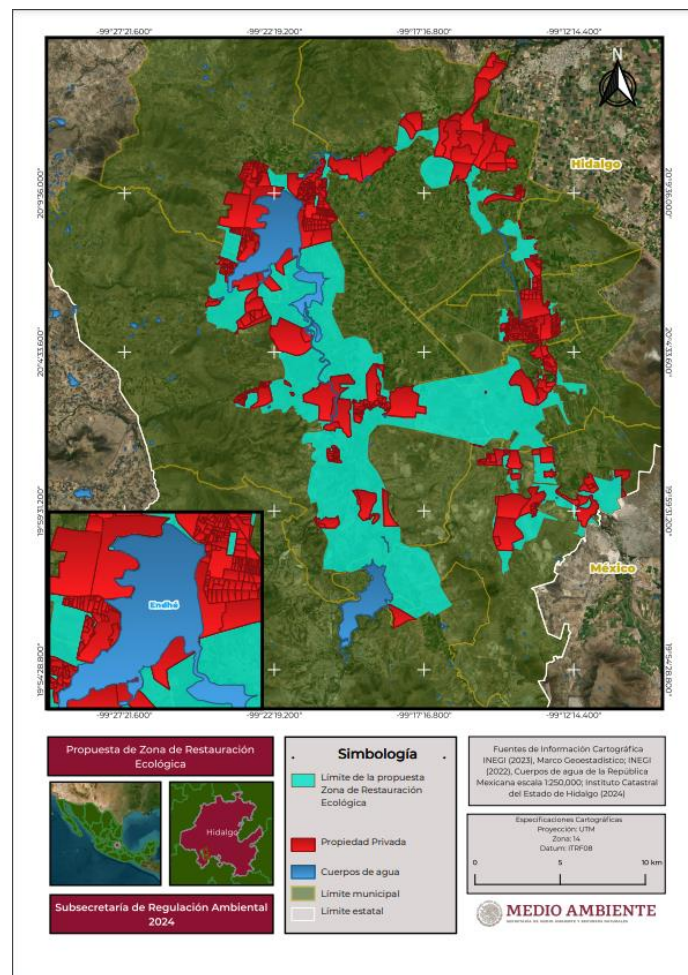 -99°27'21.600" -99°22'19.200" -99°17'16.800" -99°12'14.400"
N
Hidalgo
20°9'36.000" 20°9'36.000"
20°4'33.600" 20°4'33.600"
19°59'31.200" 19°59'31.200"
México
Endhé
19°54'28.800" 19°54'28.800"
-99°27'21.600" -99°22'19.200" -99°17'16.800" -99°12'14.400"
Propuesta de Zona de Restauración
Ecológica
Hidalgo
Subsecretaría de Regulación Ambiental
2024
Simbología
Límite de la propuesta
Zona de Restauración
Ecológica
Propiedad Privada
Cuerpos de agua
Límite municipal
Límite estatal
Fuentes de Información Cartográfica
INEGI (2023), Marco Geoestadístico; INEGI
(2022), Cuerpos de agua de la República
Mexicana escala 1:250,000; Instituto Catastral
del Estado de Hidalgo (2024)
Especificaciones Cartográficas
Proyección: UTM
Zona: 14
Datum: ITRF08
0 5 10 km
MEDIO AMBIENTE
SECRETARÍA DE MEDIO AMBIENTE Y RECURSOS NATURALES